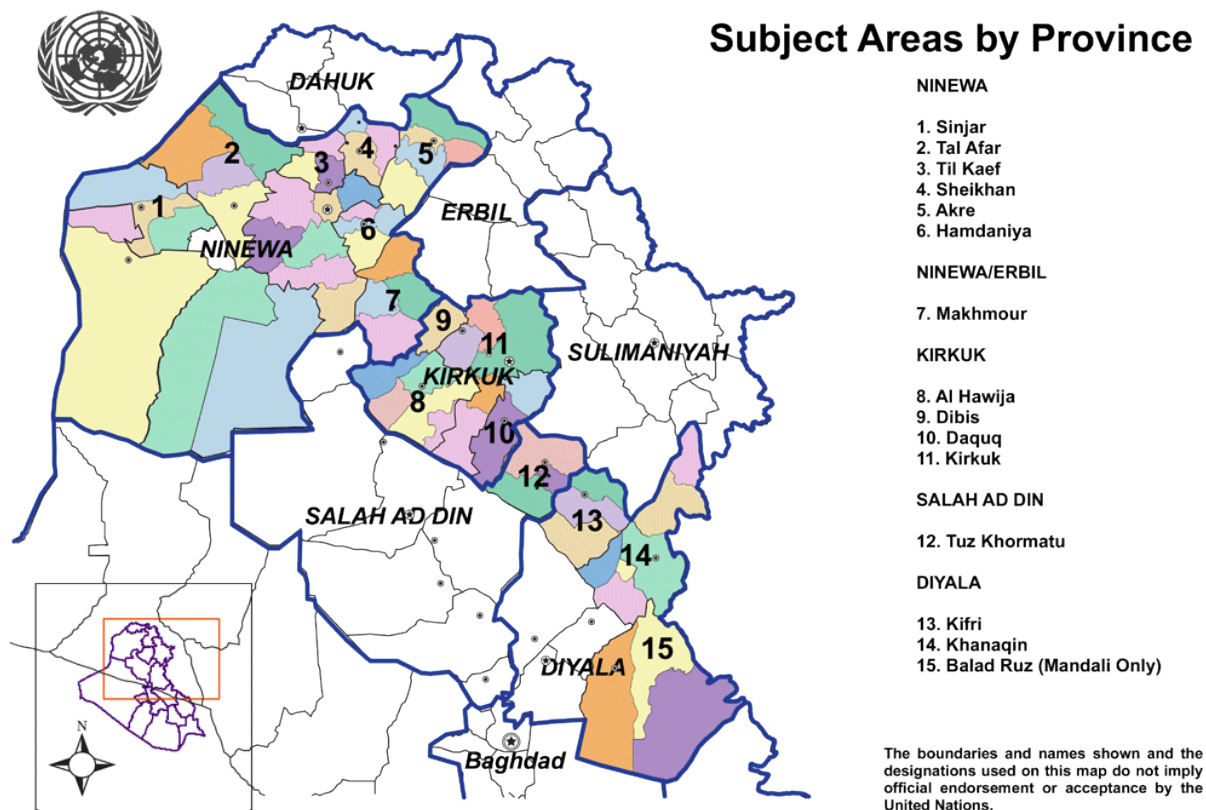 Subject Areas by Province
DAHUK
NINEWA
ERBIL
KIRKUK
SULIMANIYAH
SALAH AD DIN
DIYALA
Baghdad
1
2
3
4
5
6
7
8
9
10
11
12
13
14
15
N
NINEWA
1. Sinjar
2. Tal Afar
3. Til Kaef
4. Sheikhan
5. Akre
6. Hamdaniya
NINEWA/ERBIL
7. Makhmour
KIRKUK
8. Al Hawija
9. Dibis
10. Daquq
11. Kirkuk
SALAH AD DIN
12. Tuz Khormatu
DIYALA
13. Kifri
14. Khanaqin
15. Balad Ruz (Mandali Only)
The boundaries and names shown and the
designations used on this map do not imply
official endorsement or acceptance by the
United Nations.